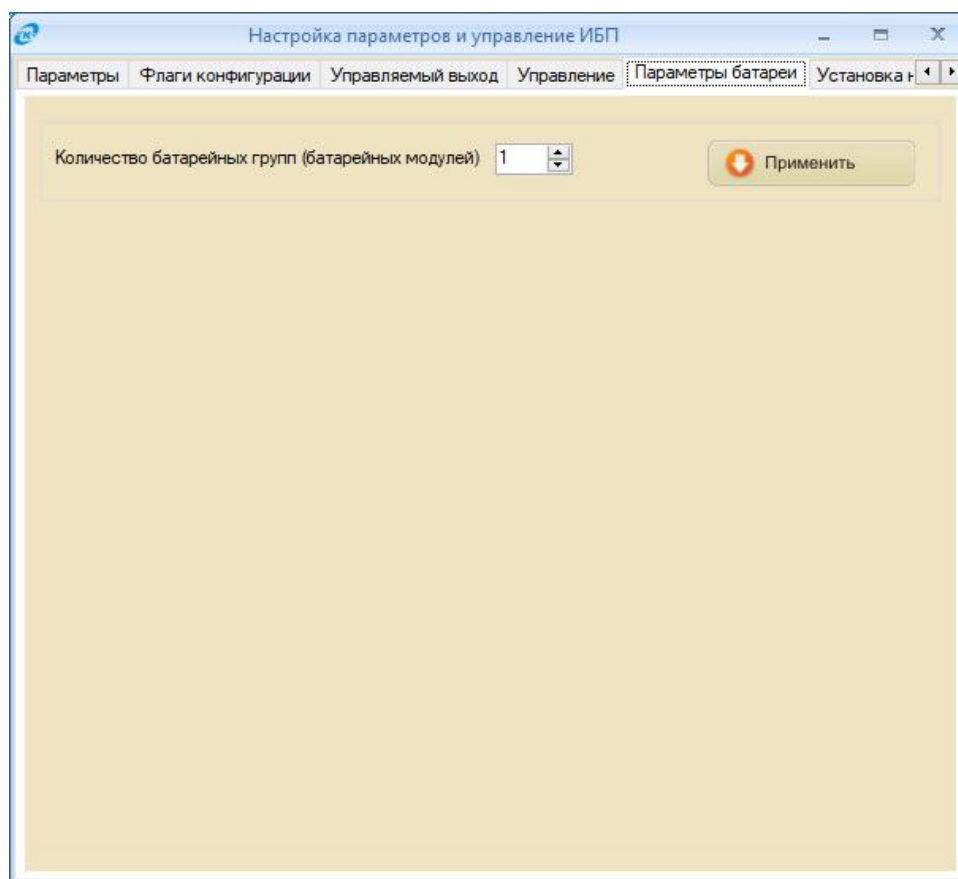 Настройка параметров и управление ИБП
Параметры Флаги конфигурации Управляемый выход Управление Параметры батареи Установка н
Количество батарейных групп (батарейных модулей) 1 Применить